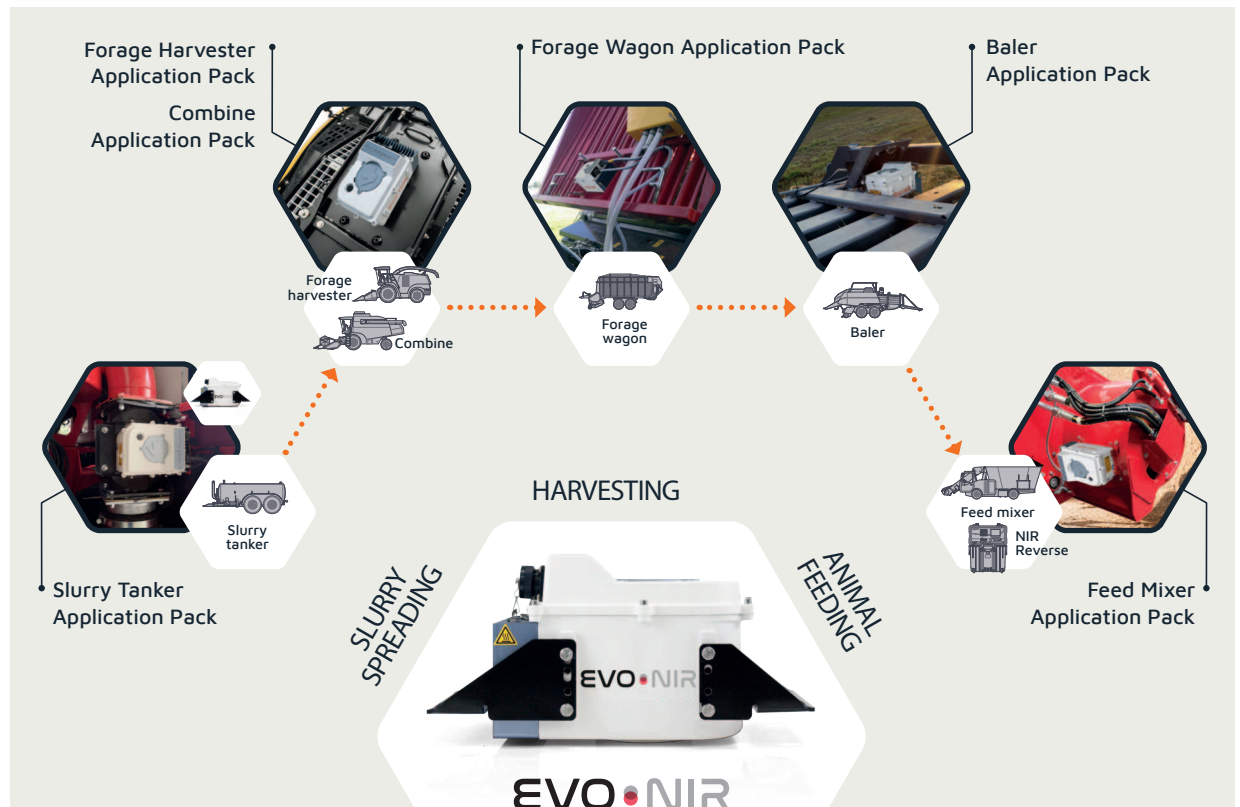 Forage Harvester
Application Pack
Combine
Application Pack
Forage Wagon Application Pack
Baler
Application Pack
Forage
harvester
Combine
Forage
wagon
Baler
Slurry
tanker
Feed mixer
NIR
Reverse
Slurry Tanker
Application Pack
Feed Mixer
Application Pack
HARVESTING
SLURRY
SPREADING
ANIMAL
FEEDING
EVO NIR
EVO NIR